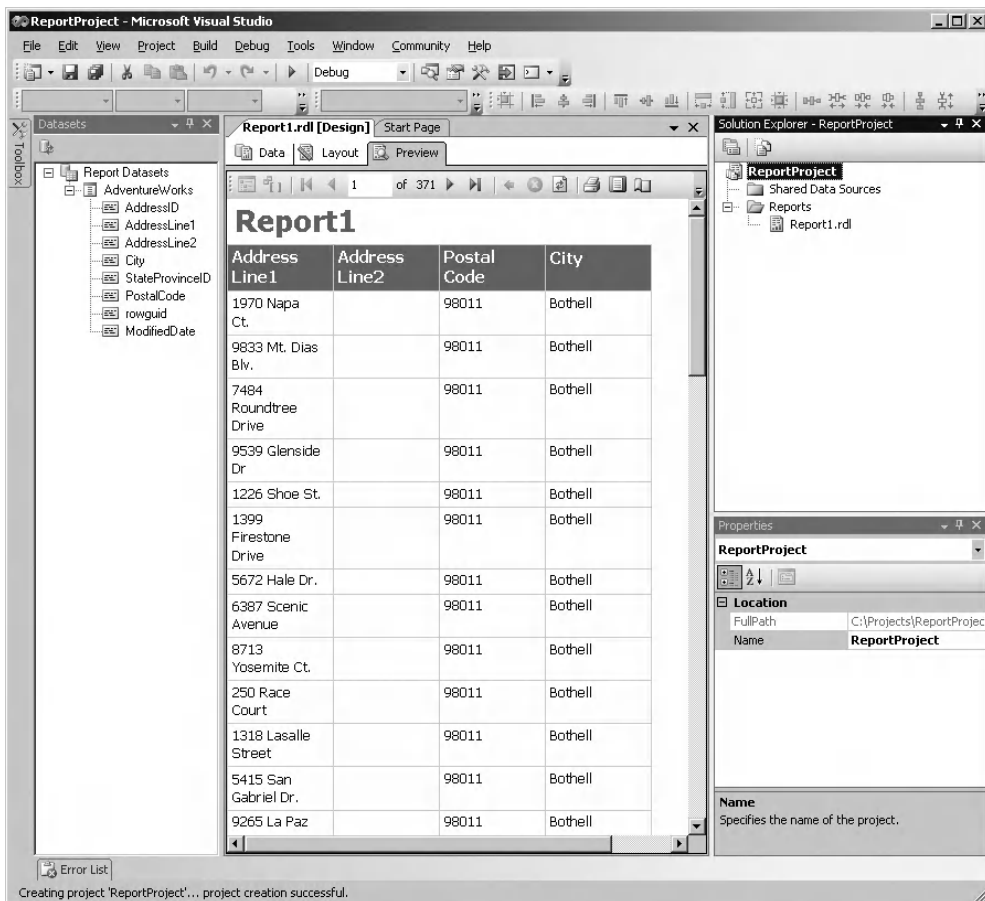 ReportProject - Microsoft Visual Studio
File Edit View Project Build Debug Tools Window Community Help
Debug
Toolbox
Datasets
Report Datasets
AdventureWorks
AddressID
AddressLine1
AddressLine2
City
StateProvinceID
PostalCode
rowguid
ModifiedDate
Report1.rdl [Design] Start Page
Data Layout Preview
1 of 371
Report1
Address Line1 Address Line2 Postal Code City
1970 Napa Ct. 98011 Bothell
9833 Mt. Dias Blv. 98011 Bothell
7484 Roundtree Drive 98011 Bothell
9539 Glenside Dr 98011 Bothell
1226 Shoe St. 98011 Bothell
1399 Firestone Drive 98011 Bothell
5672 Hale Dr. 98011 Bothell
6387 Scenic Avenue 98011 Bothell
8713 Yosemite Ct. 98011 Bothell
250 Race Court 98011 Bothell
1318 Lasalle Street 98011 Bothell
5415 San Gabriel Dr. 98011 Bothell
9265 La Paz 98011 Bothell
Solution Explorer - ReportProject
ReportProject
Shared Data Sources
Reports
Report1.rdl
Properties
ReportProject
Location
FullPath C:\Projects\ReportProjec
Name ReportProject
Name
Specifies the name of the project.
Error List
Creating project 'ReportProject'... project creation successful.